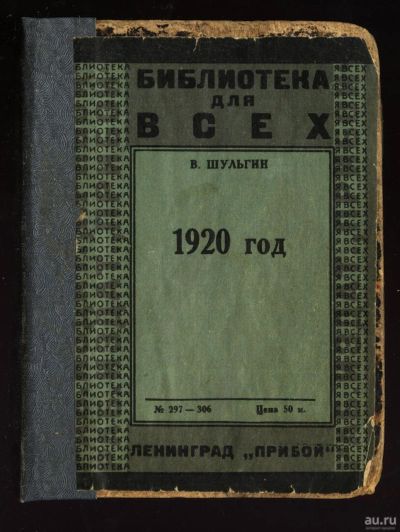 БИБЛИОТЕКА
для
ВСЕХ
В. ШУЛЬГИН
1920 год
№ 297 — 306 Цена 50 к.
ЛЕНИНГРАД „ПРИБОЙ"
au.ru